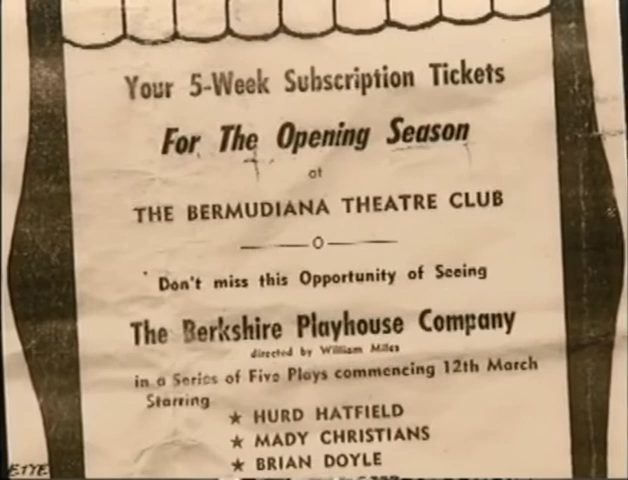 Your 5-Week Subscription Tickets
For The Opening Season
at
THE BERMUDIANA THEATRE CLUB
O
Don't miss this Opportunity of Seeing
The Berkshire Playhouse Company
directed by William Miles
in a Series of Five Plays commencing 12th March
Starring
★ HURD HATFIELD
★ MADY CHRISTIANS
★ BRIAN DOYLE
ETTE